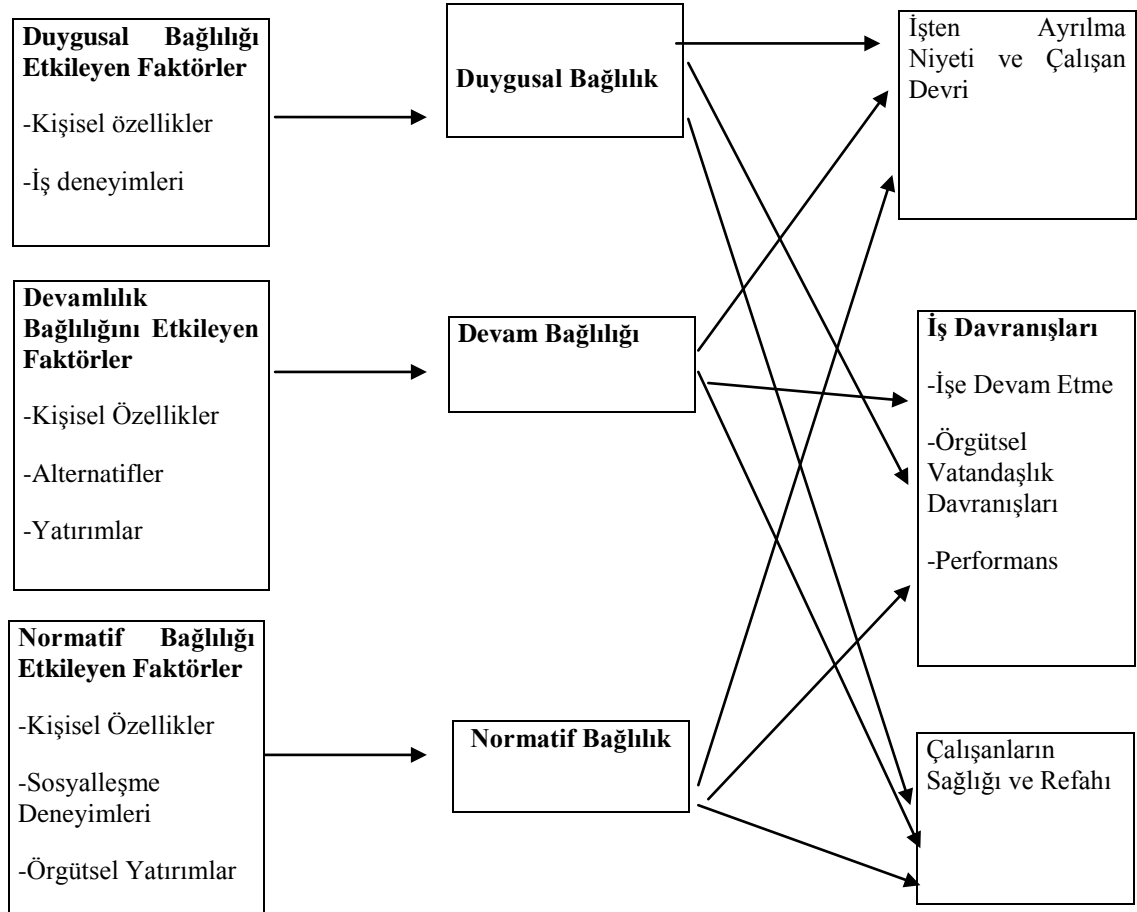 Duygusal Bağlılığı
Etkileyen Faktörler
-Kişisel özellikler
-İş deneyimleri
Duygusal Bağlılık
İşten Ayrılma
Niyeti ve Çalışan
Devri
Devamlılık
Bağlılığını Etkileyen
Faktörler
-Kişisel Özellikler
-Alternatifler
-Yatırımlar
Devam Bağlılığı
İş Davranışları
-İşe Devam Etme
-Örgütsel
Vatandaşlık
Davranışları
-Performans
Normatif Bağlılığı
Etkileyen Faktörler
-Kişisel Özellikler
-Sosyalleşme
Deneyimleri
-Örgütsel Yatırımlar
Normatif Bağlılık
Çalışanların
Sağlığı ve Refahı